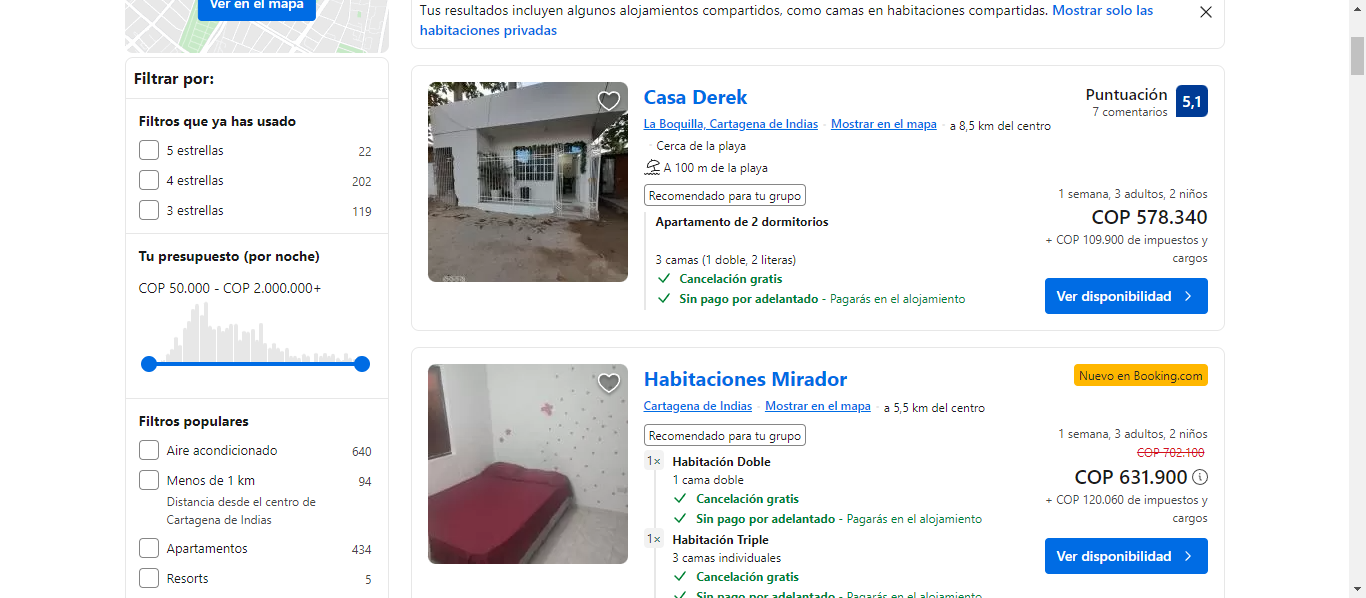 Ver en el mapa
Filtrar por:
Filtros que ya has usado
5 estrellas 22
4 estrellas 202
3 estrellas 119
Tu presupuesto (por noche)
COP 50.000 - COP 2.000.000+
Filtros populares
Aire acondicionado 640
Menos de 1 km 94
Distancia desde el centro de
Cartagena de Indias
Apartamentos 434
Resorts 5
Tus resultados incluyen algunos alojamientos compartidos, como camas en habitaciones compartidas. Mostrar solo las
habitaciones privadas
Casa Derek
La Boquilla, Cartagena de Indias · Mostrar en el mapa · a 8,5 km del centro
· Cerca de la playa
A 100 m de la playa
Recomendado para tu grupo
Apartamento de 2 dormitorios
3 camas (1 doble, 2 literas)
Cancelación gratis
Sin pago por adelantado - Pagarás en el alojamiento
Puntuación
7 comentarios
5,1
1 semana, 3 adultos, 2 niños
COP 578.340
+ COP 109.900 de impuestos y
cargos
Ver disponibilidad
Habitaciones Mirador
Cartagena de Indias · Mostrar en el mapa · a 5,5 km del centro
Recomendado para tu grupo
1× Habitación Doble
1 cama doble
Cancelación gratis
Sin pago por adelantado - Pagarás en el alojamiento
1× Habitación Triple
3 camas individuales
Cancelación gratis
Sin pago por adelantado - Pagarás en el alojamiento
Nuevo en Booking.com
1 semana, 3 adultos, 2 niños
COP 702.100
COP 631.900
+ COP 120.060 de impuestos y
cargos
Ver disponibilidad